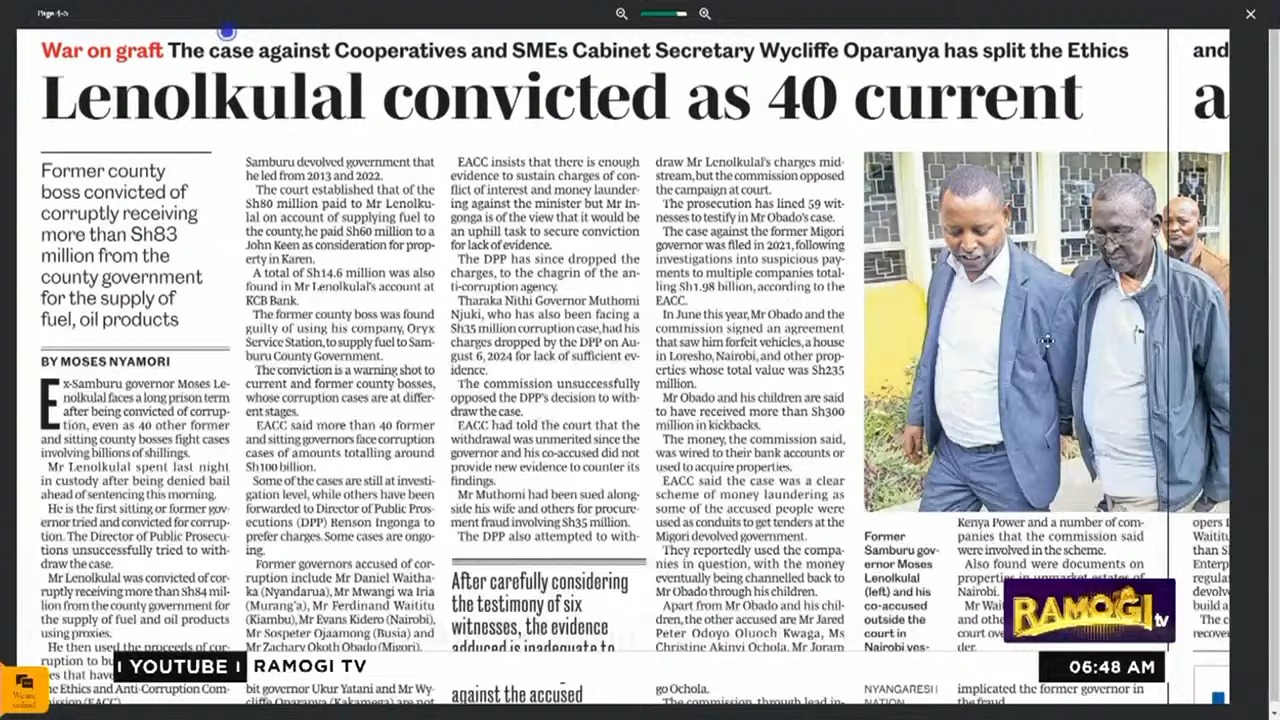 Page 4-5
War on graft The case against Cooperatives and SMEs Cabinet Secretary Wycliffe Oparanya has split the Ethics
and
Lenolkulal convicted as 40 current
a
Former county
boss convicted of
corruptly receiving
more than Sh83
million from the
county government
for the supply of
fuel, oil products
BY MOSES NYAMORI
Ex-Samburu governor Moses Le-
nolkulal faces a long prison term
after being convicted of corrup-
tion, even as 40 other former
and sitting county bosses fight cases
involving billions of shillings.
Mr Lenolkulal spent last night
in custody after being denied bail
ahead of sentencing this morning.
He is the first sitting or former gov-
ernor tried and convicted for corrup-
tion. The Director of Public Prosecu-
tions unsuccessfully tried to with-
draw the case.
Mr Lenolkulal was convicted of cor-
ruptly receiving more than Sh84 mil-
lion from the county government for
the supply of fuel and oil products
using proxies.
He then used the proceeds of cor-
ruption to bu
es that have
he Ethics and Anti-Corruption Com-
mission (EACC)
Samburu devolved government that
he led from 2013 and 2022.
The court established that of the
Sh80 million paid to Mr Lenolku-
lal on account of supplying fuel to
the county, he paid Sh60 million to a
John Keen as consideration for prop-
erty in Karen.
A total of Sh14.6 million was also
found in Mr Lenolkulal's account at
KCB Bank.
The former county boss was found
guilty of using his company, Oryx
Service Station, to supply fuel to Sam-
buru County Government.
The conviction is a warning shot to
current and former county bosses,
whose corruption cases are at differ-
ent stages.
EACC said more than 40 former
and sitting governors face corruption
cases of amounts totalling around
Sh100 billion.
Some of the cases are still at investi-
gation level, while others have been
forwarded to Director of Public Pros-
ecutions (DPP) Renson Ingonga to
prefer charges. Some cases are ongo-
ing.
Former governors accused of cor-
ruption include Mr Daniel Waitha-
ka (Nyandarua), Mr Mwangi wa Iria
(Murang'a), Mr Ferdinand Waititu
(Kiambu), Mr Evans Kidero (Nairobi),
Mr Sospeter Ojaamong (Busia) and
Mr Zachary Okoth Obado (Migori).
bit governor Ukur Yatani and Mr Wy-
cliffe Oparanya (Kakamega) are not
EACC insists that there is enough
evidence to sustain charges of con-
flict of interest and money launder-
ing against the minister but Mr In-
gonga is of the view that it would be
an uphill task to secure conviction
for lack of evidence.
The DPP has since dropped the
charges, to the chagrin of the an-
ti-corruption agency.
Tharaka Nithi Governor Muthomi
Njuki, who has also been facing a
Sh35 million corruption case, had his
charges dropped by the DPP on Au-
gust 6, 2024 for lack of sufficient ev-
idence.
The commission unsuccessfully
opposed the DPP's decision to with-
draw the case.
EACC had told the court that the
withdrawal was unmerited since the
governor and his co-accused did not
provide new evidence to counter its
findings.
Mr Muthomi had been sued along-
side his wife and others for procure-
ment fraud involving Sh35 million.
The DPP also attempted to with-
After carefully considering
the testimony of six
witnesses, the evidence
adduced is inadequate to
against the accused
draw Mr Lenolkulal's charges mid-
stream, but the commission opposed
the campaign at court.
The prosecution has lined 59 wit-
nesses to testify in Mr Obado's case.
The case against the former Migori
governor was filed in 2021, following
investigations into suspicious pay-
ments to multiple companies total-
ling Sh1.98 billion, according to the
EACC.
In June this year, Mr Obado and the
commission signed an agreement
that saw him forfeit vehicles, a house
in Loresho, Nairobi, and other prop-
erties whose total value was Sh235
million.
Mr Obado and his children are said
to have received more than Sh300
million in kickbacks.
The money, the commission said,
was wired to their bank accounts or
used to acquire properties.
EACC said the case was a clear
scheme of money laundering as
some of the accused people were
used as conduits to get tenders at the
Migori devolved government.
They reportedly used the compa-
nies in question, with the money
eventually being channelled back to
Mr Obado through his children.
Apart from Mr Obado and his chil-
dren, the other accused are Mr Jared
Peter Odoyo Oluoch Kwaga, Ms
Christine Akinyi Ochola, Mr Joram
go Ochola.
The commission, through lead in-
Former
Samburu gov-
ernor Moses
Lenolkulal
(left) and his
co-accused
outside the
court in
Nairobi yes-
NYANGARESI |
NATION
Kenya Power and a number of com-
panies that the commission said
were involved in the scheme.
Also found were documents on
properties in upmarket estates of
Nairobi.
Mr Wai
and othe
court ove
der.
implicated the former governor in
the fraud.
opers L
Waititu
than S
Enterp
regula
devolv
build a
The c
recove
RAMOGI tv
YOUTUBE
RAMOGI TV
06:48 AM